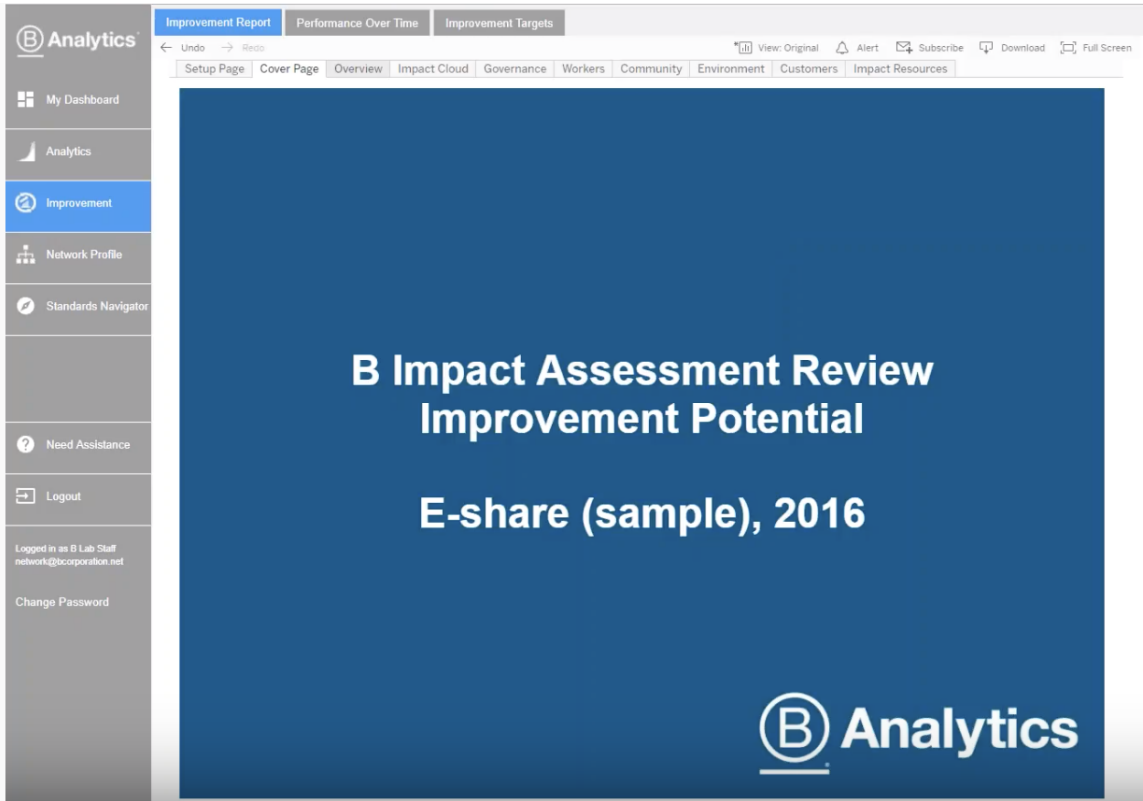 B Analytics
Improvement Report Performance Over Time Improvement Targets
Undo Redo View: Original Alert Subscribe Download Full Screen
Setup Page Cover Page Overview Impact Cloud Governance Workers Community Environment Customers Impact Resources
My Dashboard
Analytics
Improvement
Network Profile
Standards Navigator
Need Assistance
Logout
Logged in as B Lab Staff
network@bcorporation.net
Change Password
B Impact Assessment Review
Improvement Potential
E-share (sample), 2016
B Analytics